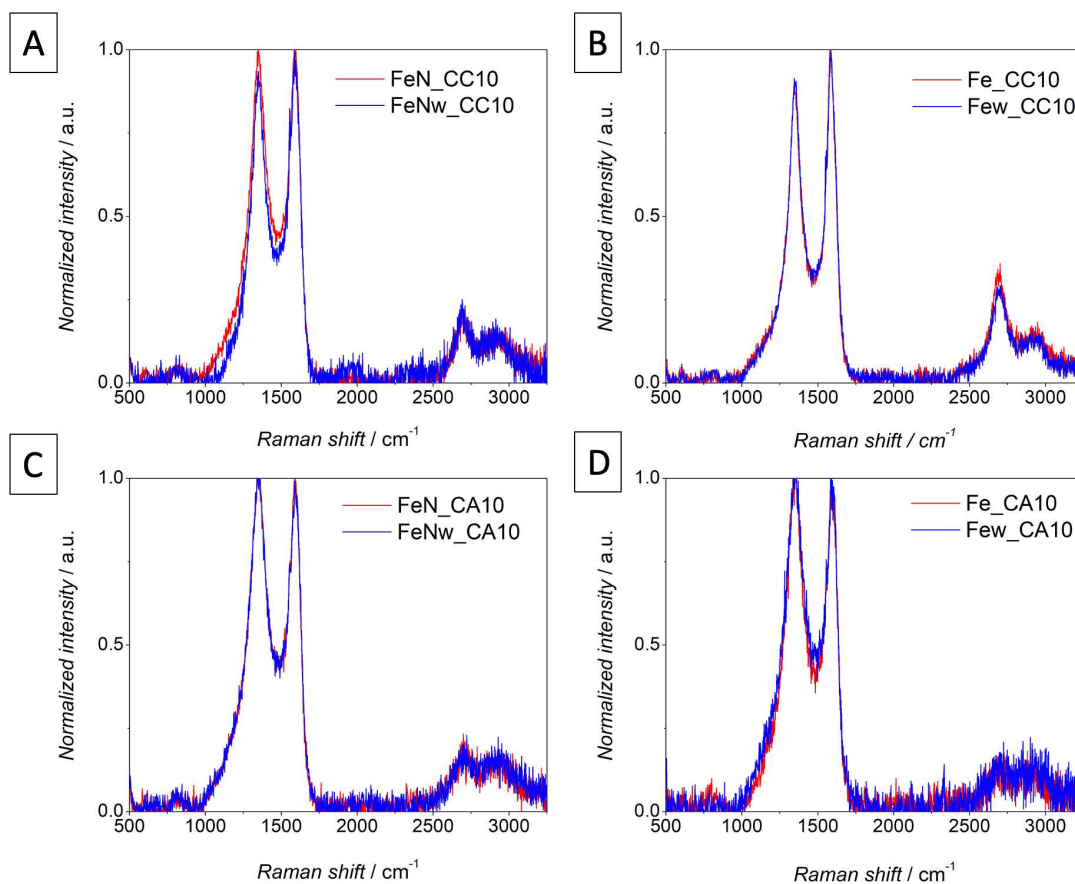 A
1.0
0.5
0.0
Normalized intensity / a.u.
FeN_CC10
FeNw_CC10
500 1000 1500 2000 2500 3000
Raman shift / cm⁻¹
B
1.0
0.5
0.0
Normalized intensity / a.u.
Fe_CC10
Few_CC10
500 1000 1500 2000 2500 3000
Raman shift / cm⁻¹
C
1.0
0.5
0.0
Normalized intensity / a.u.
FeN_CA10
FeNw_CA10
500 1000 1500 2000 2500 3000
Raman shift / cm⁻¹
D
1.0
0.5
0.0
Normalized intensity / a.u.
Fe_CA10
Few_CA10
500 1000 1500 2000 2500 3000
Raman shift / cm⁻¹